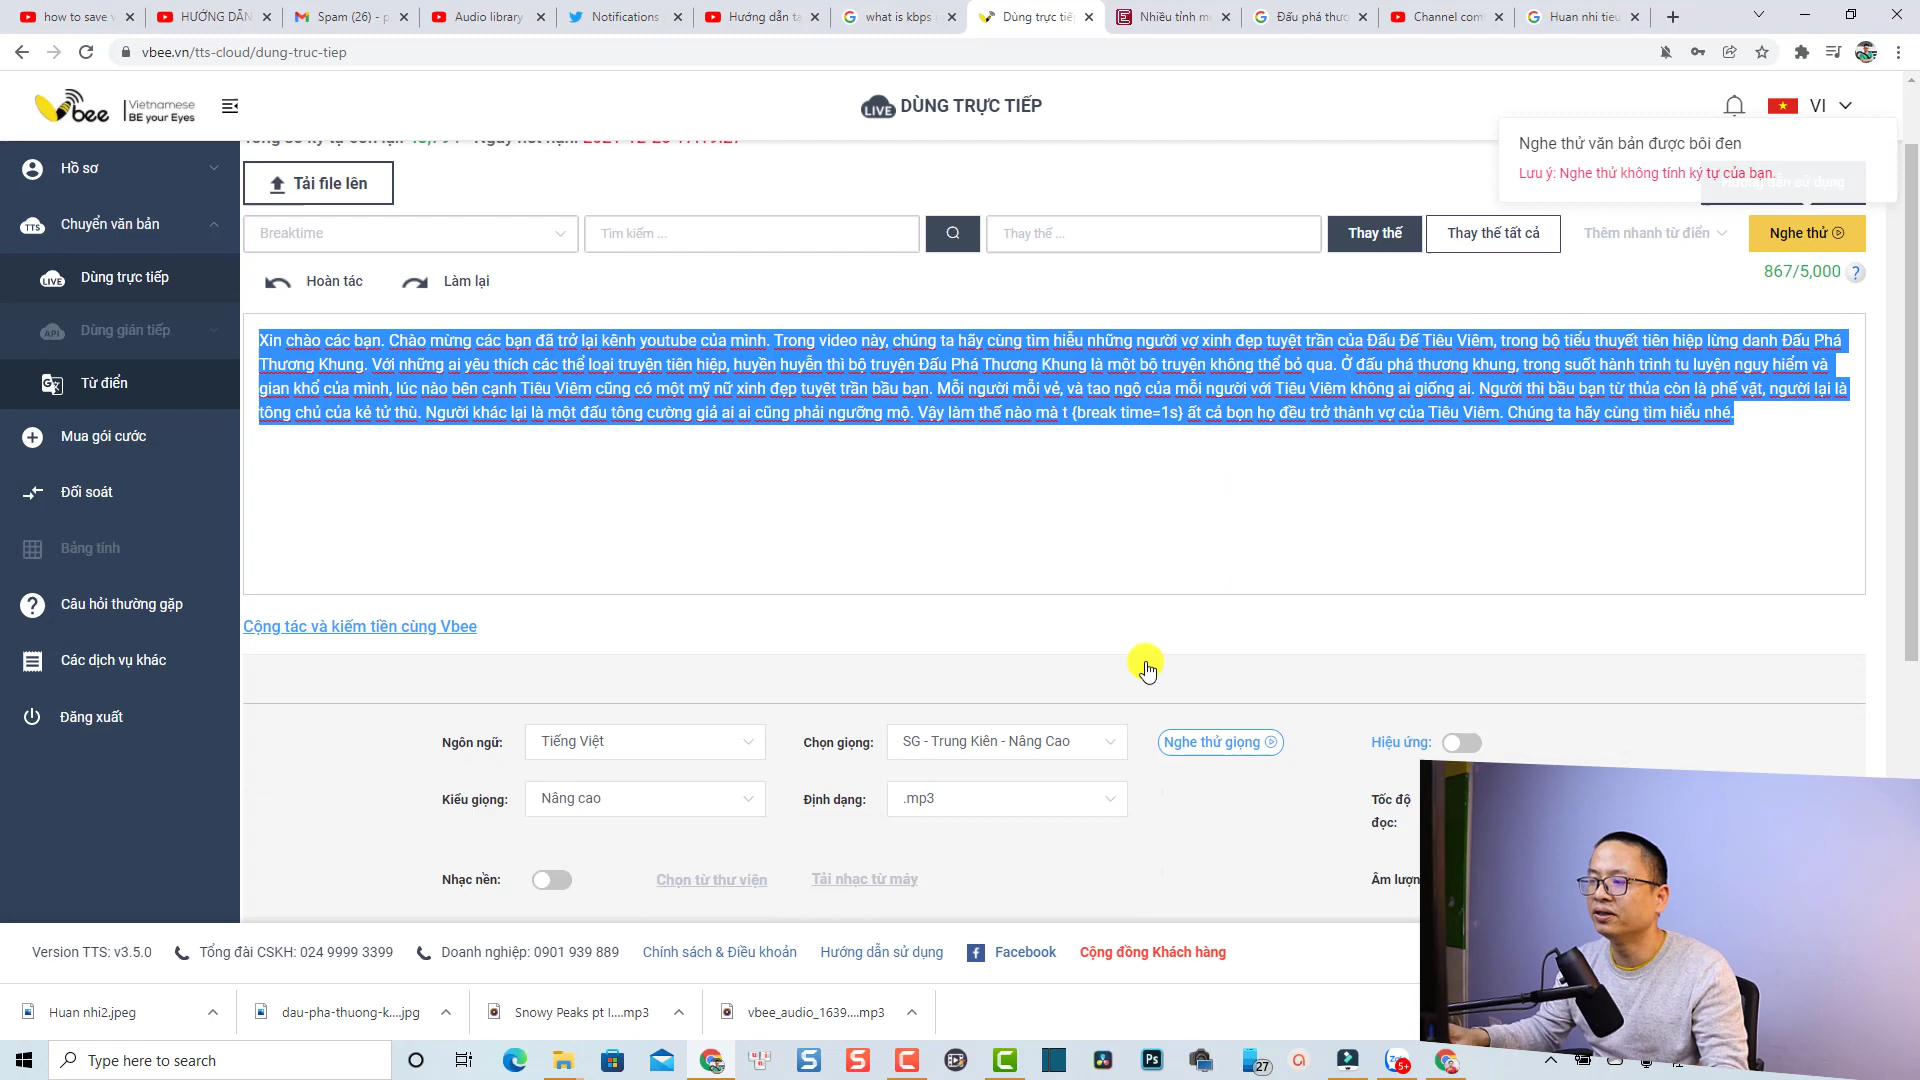 how to save v
HƯỚNG DẪN
Spam (26) - p
Audio library
Notifications
Hướng dẫn ta
what is kbps
Dùng trực tiế
Nhiều tỉnh m
Đấu phá thươ
Channel com
Huan nhi tieu
vbee.vn/tts-cloud/dung-truc-tiep
Vbee
Vietnamese
BE your Eyes
LIVE DÙNG TRỰC TIẾP
VI
Nghe thử văn bản được bôi đen
Lưu ý: Nghe thử không tính ký tự của bạn.
Hồ sơ
Tải file lên
TTS Chuyển văn bản
Breaktime
Tìm kiếm ...
Thay thế ...
Thay thế
Thay thế tất cả
Thêm nhanh từ điển
Nghe thử
LIVE Dùng trực tiếp
Hoàn tác
Làm lại
867/5,000 ?
API Dùng gián tiếp
Từ điển
Mua gói cước
Đối soát
Bảng tính
Câu hỏi thường gặp
Các dịch vụ khác
Đăng xuất
Xin chào các bạn. Chào mừng các bạn đã trở lại kênh youtube của mình. Trong video này, chúng ta hãy cùng tìm hiểu những người vợ xinh đẹp tuyệt trần của Đấu Đế Tiêu Viêm, trong bộ tiểu thuyết tiên hiệp lừng danh Đấu Phá
Thương Khung. Với những ai yêu thích các thể loại truyện tiên hiệp, huyền huyễn thì bộ truyện Đấu Phá Thương Khung là một bộ truyện không thể bỏ qua. Ở đấu phá thương khung, trong suốt hành trình tu luyện nguy hiểm và
gian khổ của mình, lúc nào bên cạnh Tiêu Viêm cũng có một mỹ nữ xinh đẹp tuyệt trần bầu bạn. Mỗi người mỗi vẻ, và tao ngộ của mỗi người với Tiêu Viêm không ai giống ai. Người thì bầu bạn từ thủa còn là phế vật, người lại là
tông chủ của kẻ tử thù. Người khác lại là một đấu tông cường giả ai ai cũng phải ngưỡng mộ. Vậy làm thế nào mà t {break time=1s} ất cả bọn họ đều trở thành vợ của Tiêu Viêm. Chúng ta hãy cùng tìm hiểu nhé.
Cộng tác và kiếm tiền cùng Vbee
Ngôn ngữ: Tiếng Việt
Chọn giọng: SG - Trung Kiên - Nâng Cao
Nghe thử giọng
Hiệu ứng:
Kiểu giọng: Nâng cao
Định dạng: .mp3
Tốc độ
đọc:
Nhạc nền:
Chọn từ thư viện
Tải nhạc từ máy
Âm lượn
Version TTS: v3.5.0
Tổng đài CSKH: 024 9999 3399
Doanh nghiệp: 0901 939 889
Chính sách & Điều khoản
Hướng dẫn sử dụng
Facebook
Cộng đồng Khách hàng
Huan nhi2.jpeg
dau-pha-thuong-k....jpg
Snowy Peaks pt I....mp3
vbee_audio_1639....mp3
Type here to search
27
5+